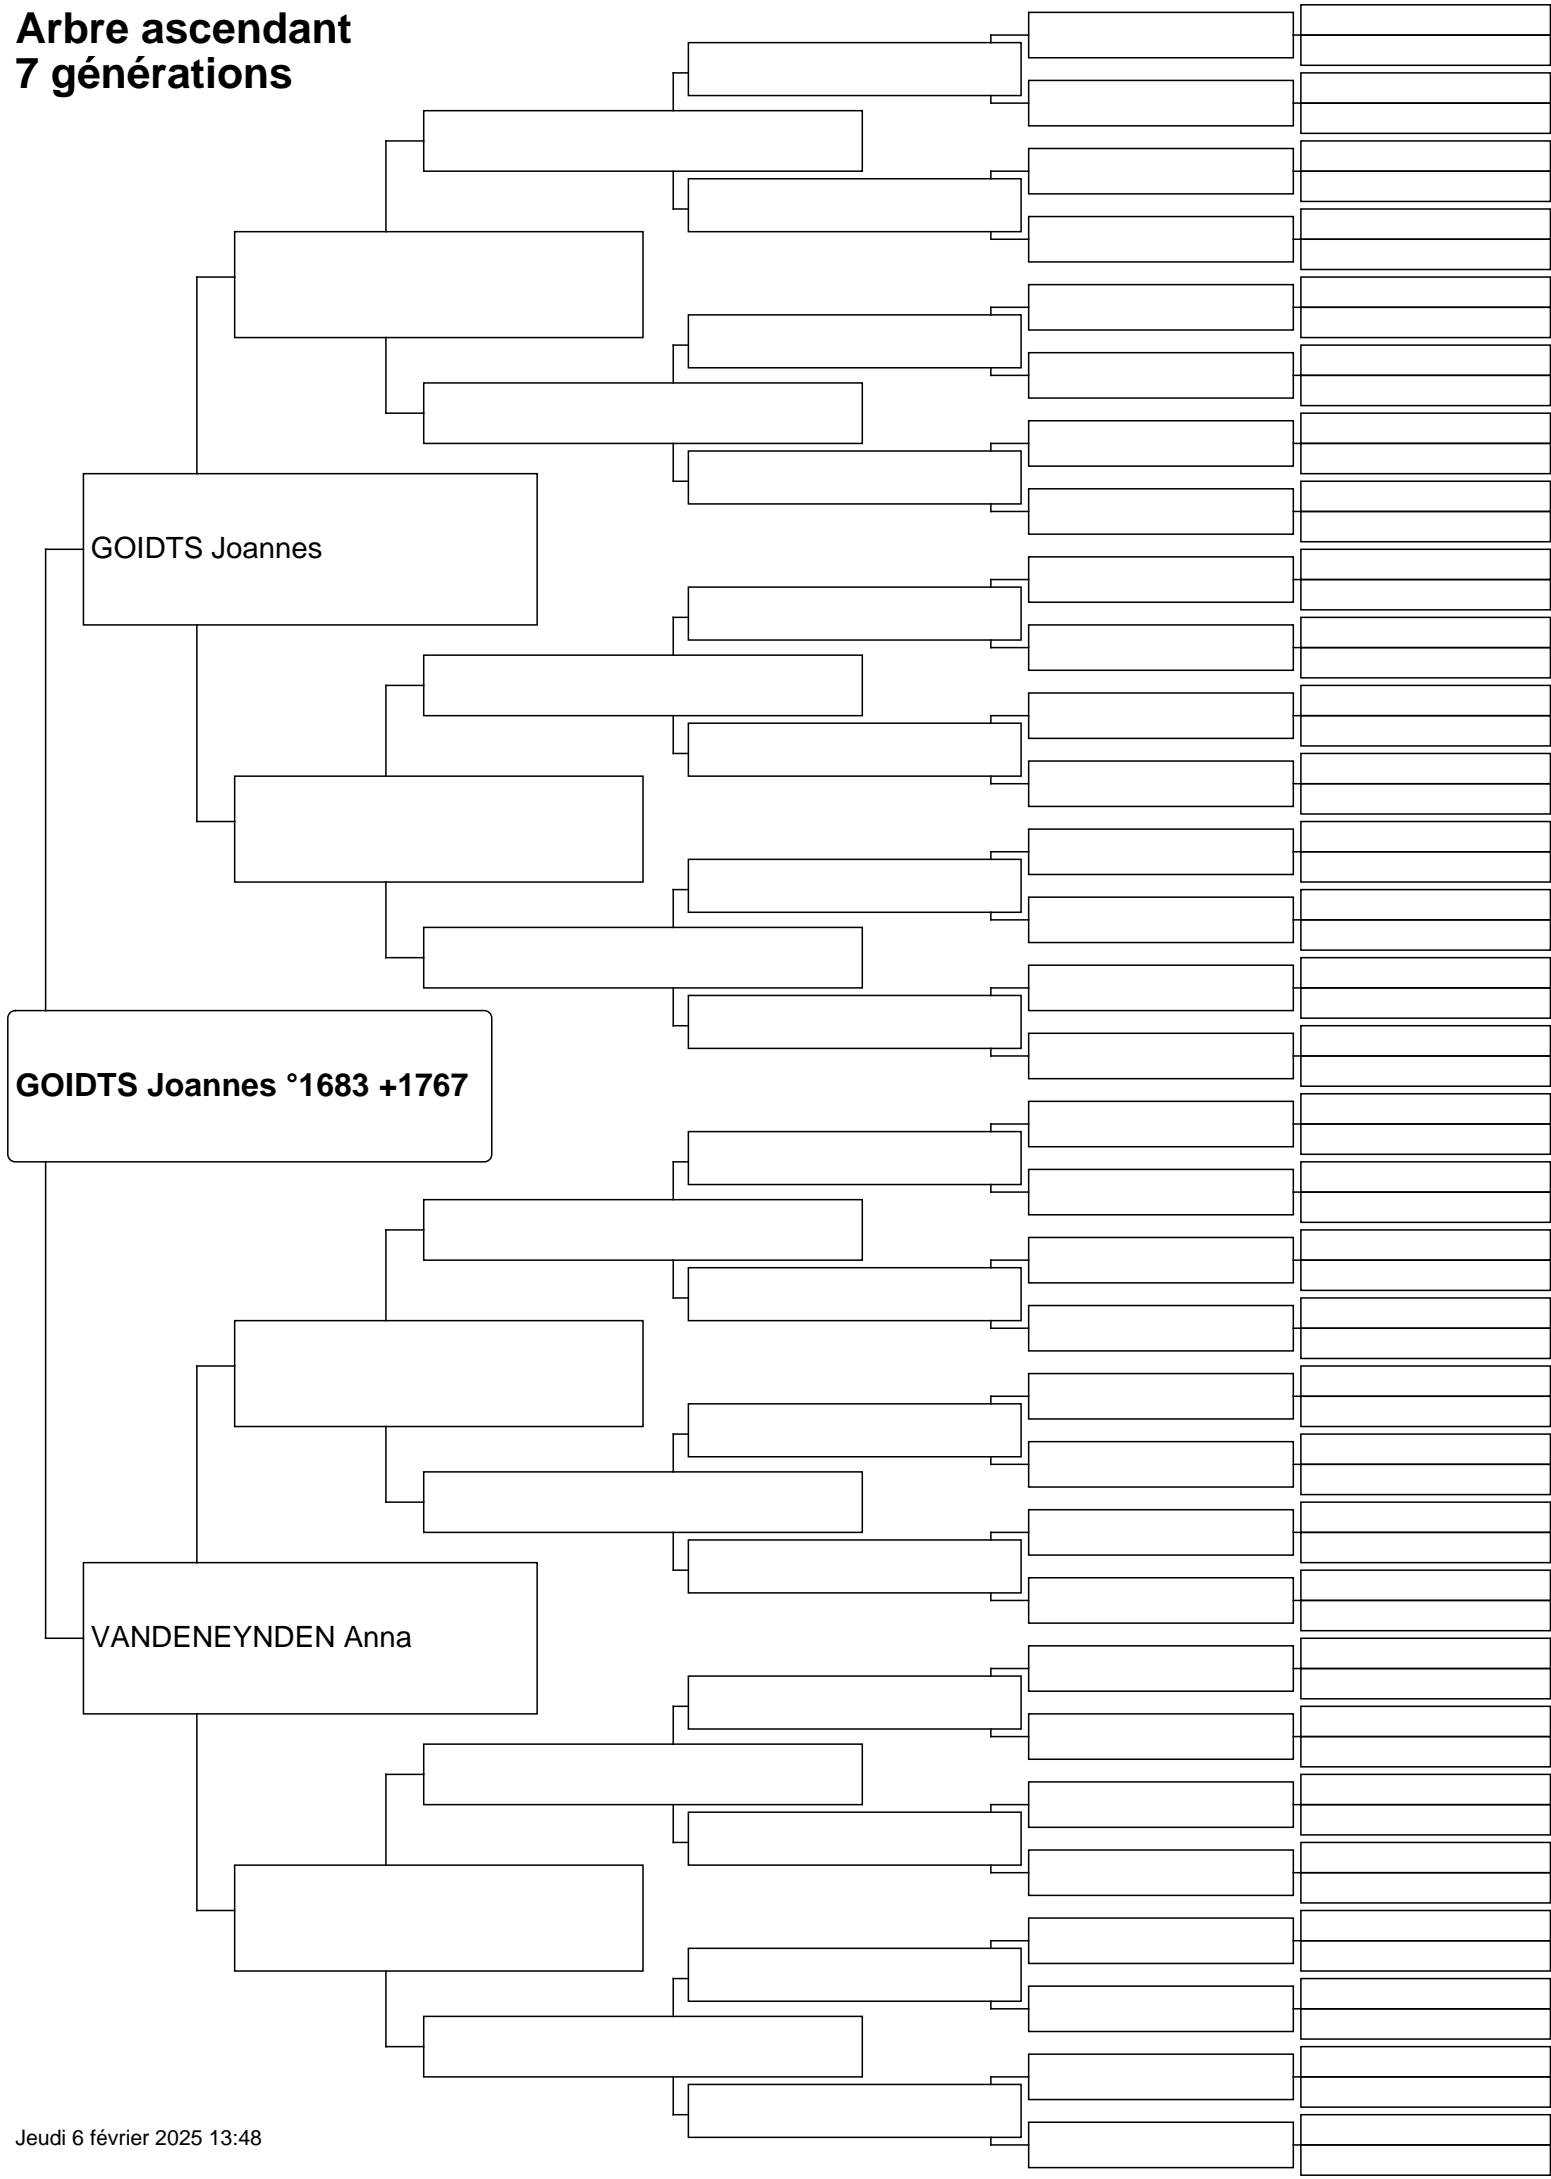 Arbre ascendant
7 générations
GOIDTS Joannes
GOIDTS Joannes °1683 +1767
VANDENEYNDEN Anna
Jeudi 6 février 2025 13:48